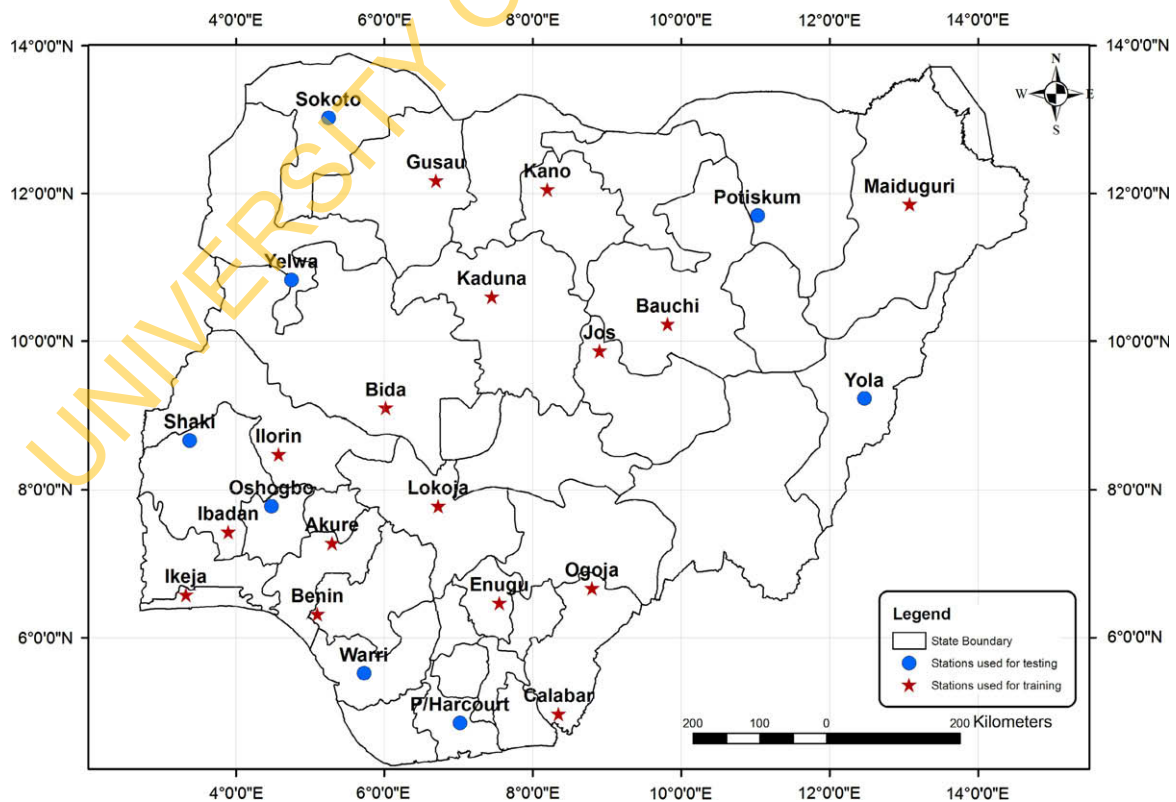 4°0'0"E 6°0'0"E 8°0'0"E 10°0'0"E 12°0'0"E 14°0'0"E
14°0'0"N 14°0'0"N
N
W E
S
Sokoto
Gusau
Kano
12°0'0"N 12°0'0"N
Potiskum
Maiduguri
Yelwa
Kaduna
Bauchi
Jos
10°0'0"N 10°0'0"N
Bida
Yola
Shaki
Ilorin
8°0'0"N 8°0'0"N
Oshogbo
Lokoja
Ibadan
Akure
Ikeja
Enugu
Ogoja
Benin
6°0'0"N 6°0'0"N
Warri
P/Harcourt
Calabar
Legend
State Boundary
Stations used for testing
Stations used for training
200 100 0 200 Kilometers
4°0'0"E 6°0'0"E 8°0'0"E 10°0'0"E 12°0'0"E 14°0'0"E
UNIVERSITY